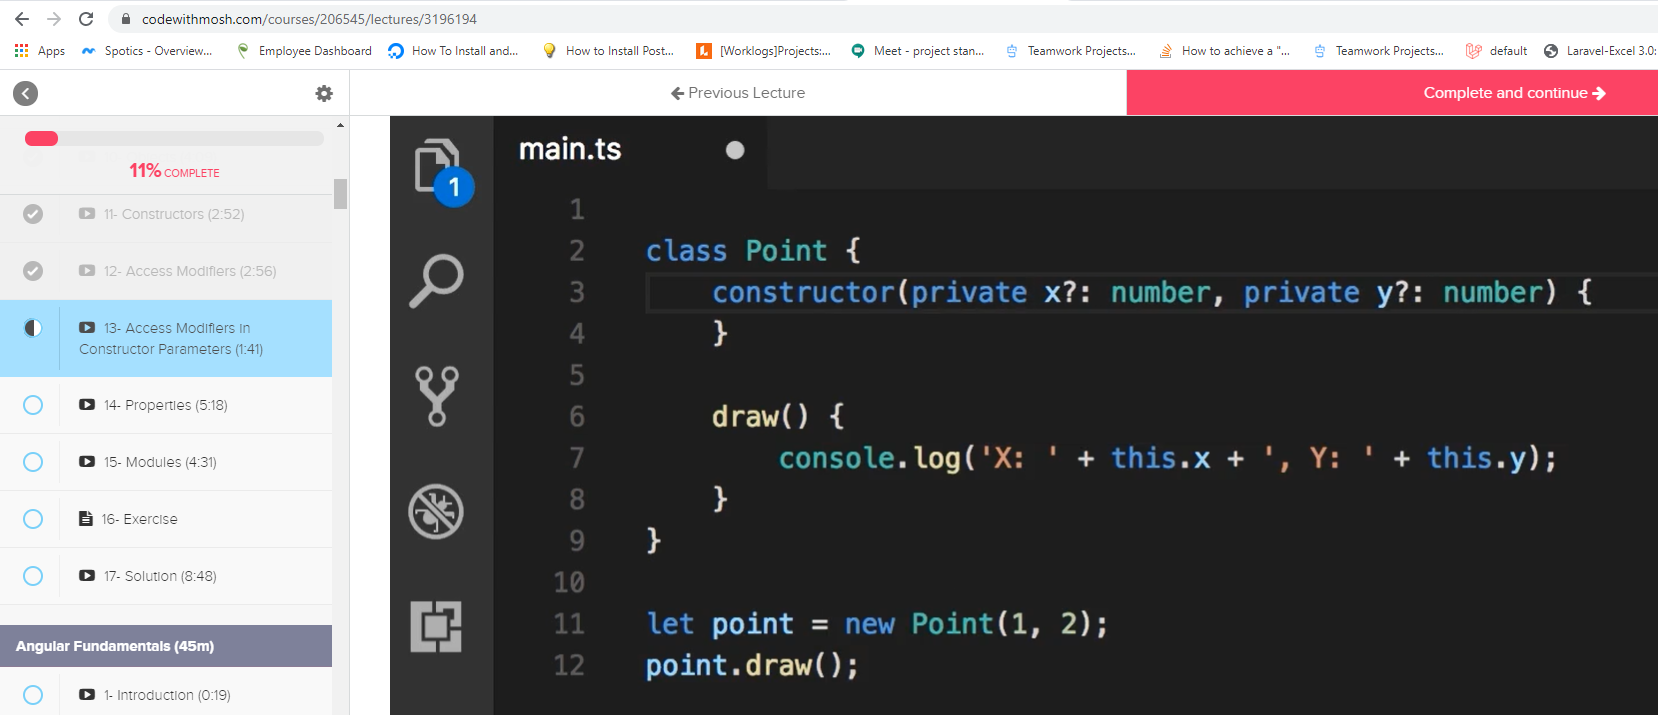 codewithmosh.com/courses/206545/lectures/3196194
Apps Spotics - Overview... Employee Dashboard How To Install and... How to Install Post... [Worklogs]Projects:... Meet - project stan... Teamwork Projects... How to achieve a "... Teamwork Projects... default Laravel-Excel 3.0:
Previous Lecture
Complete and continue
11% COMPLETE
11- Constructors (2:52)
12- Access Modifiers (2:56)
13- Access Modifiers in
Constructor Parameters (1:41)
14- Properties (5:18)
15- Modules (4:31)
16- Exercise
17- Solution (8:48)
Angular Fundamentals (45m)
1- Introduction (0:19)
1
main.ts
1
2 class Point {
3 constructor(private x?: number, private y?: number) {
4 }
5
6 draw() {
7 console.log('X: ' + this.x + ', Y: ' + this.y);
8 }
9 }
10
11 let point = new Point(1, 2);
12 point.draw();